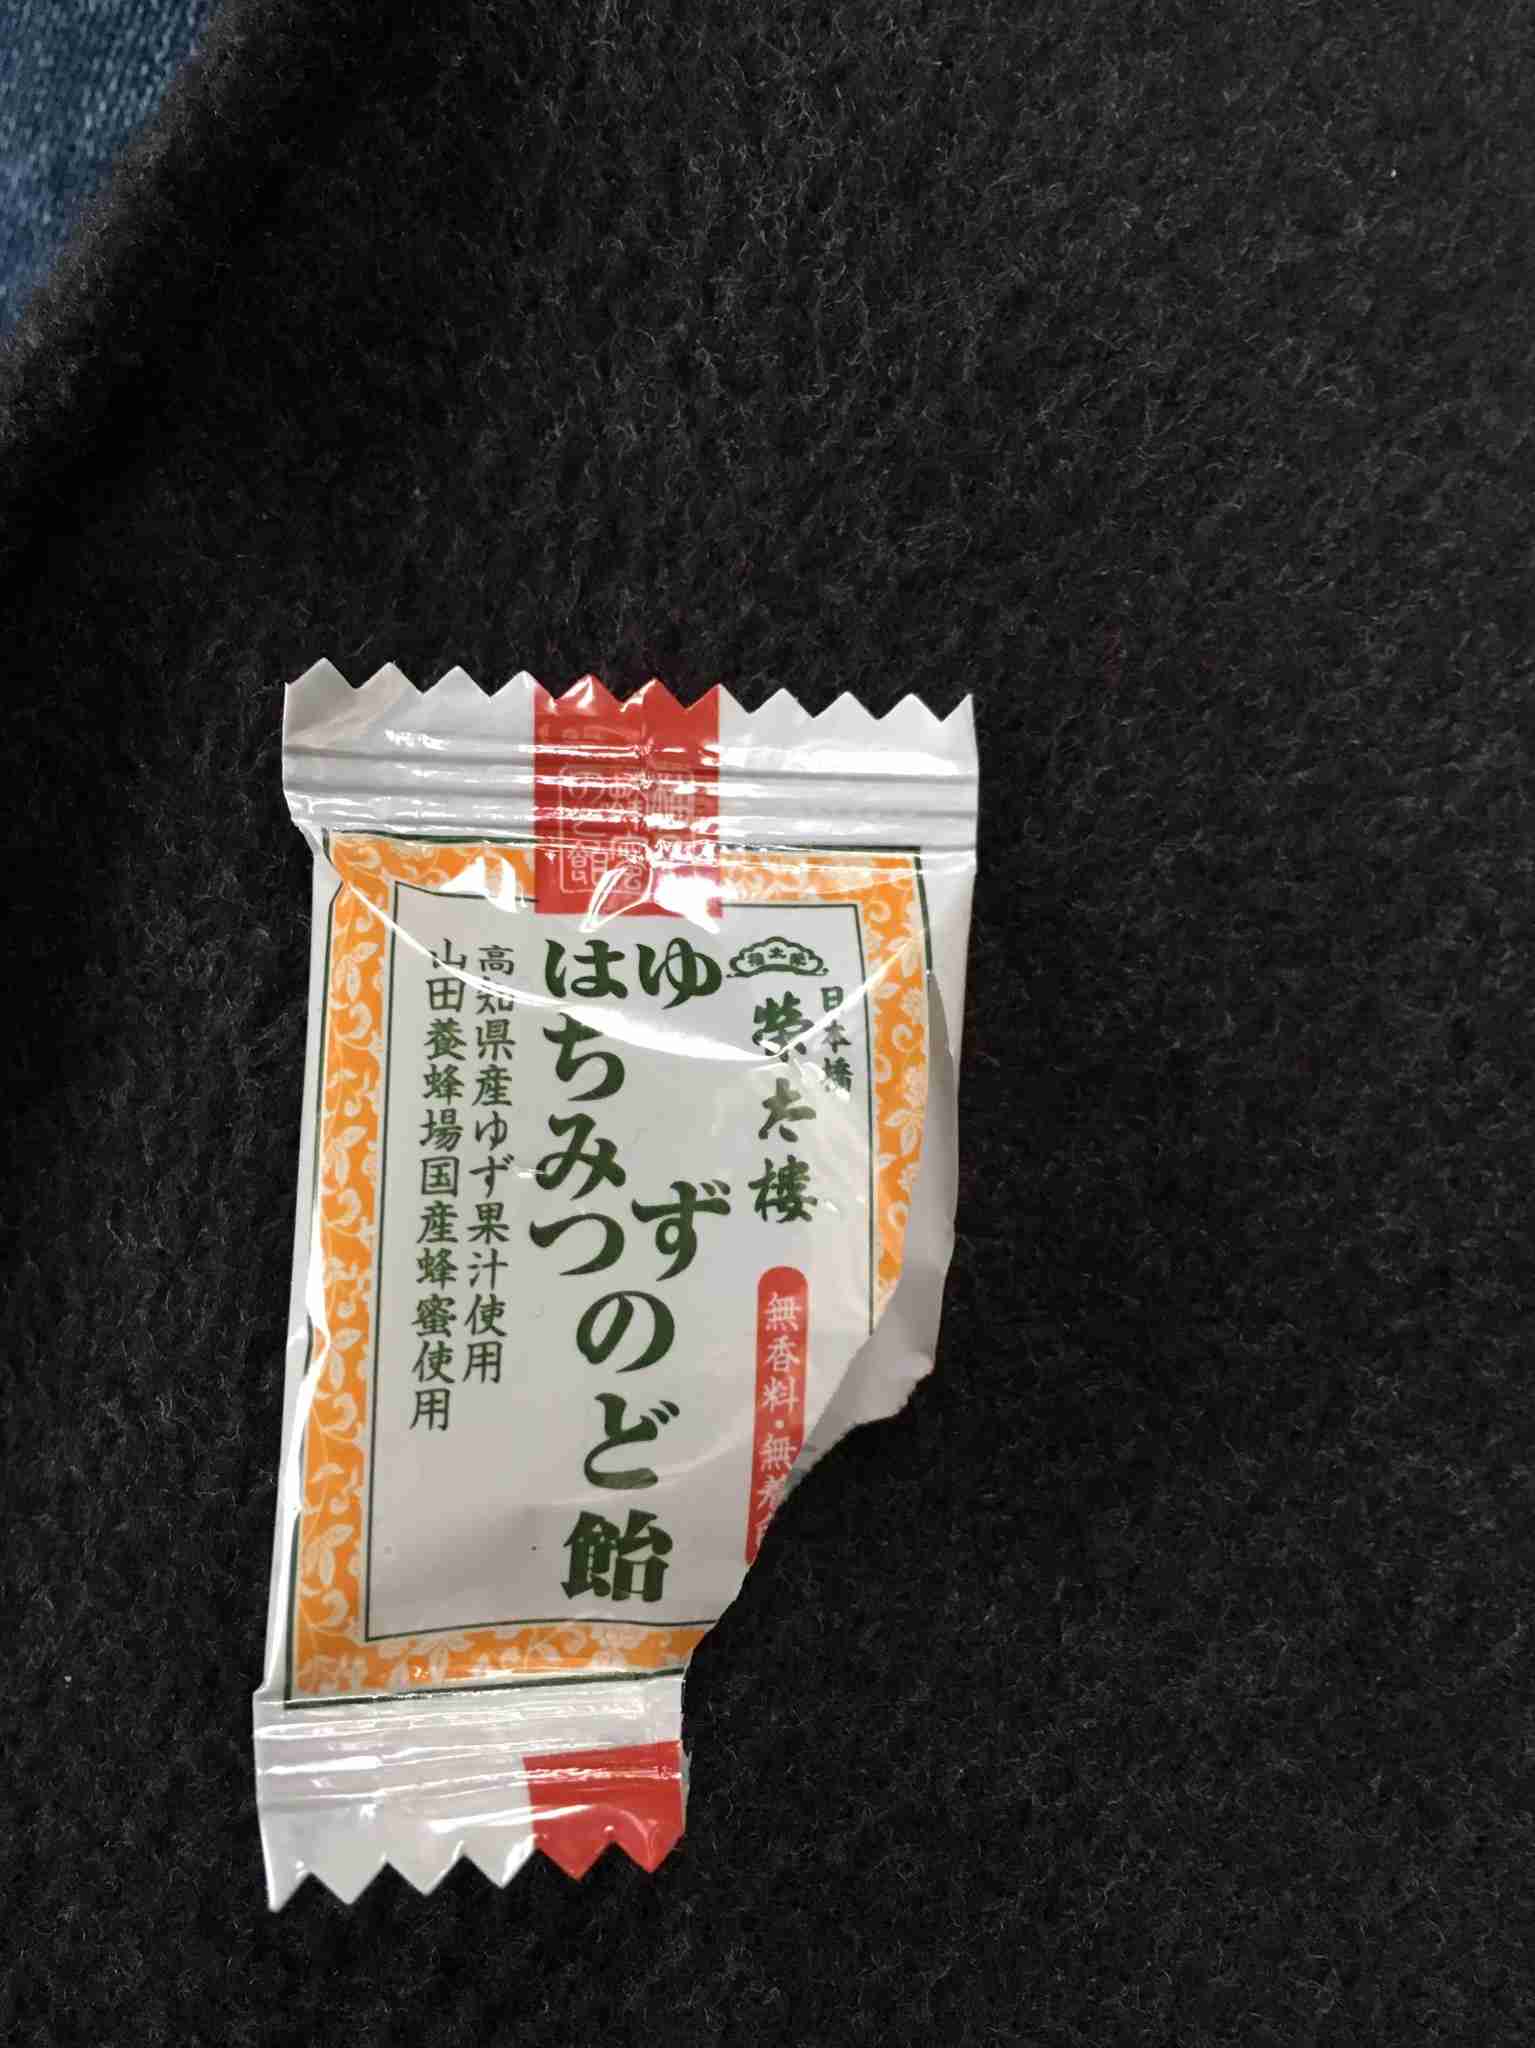 日本橋
榮太樓
無香料・無着
ゆず
はちみつのど飴
高知県産ゆず果汁使用
山田養蜂場国産蜂蜜使用